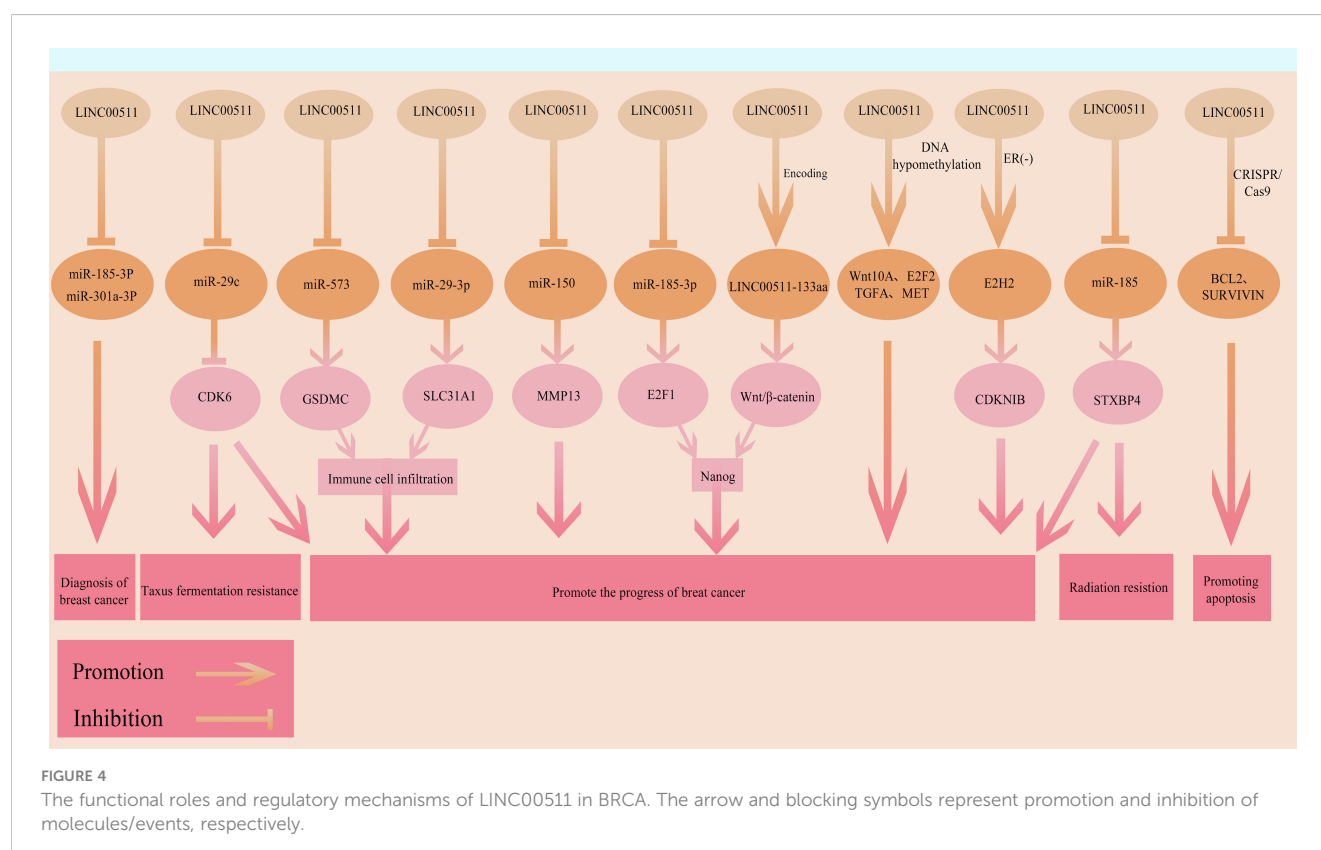 LINC00511 LINC00511 LINC00511 LINC00511 LINC00511 LINC00511 LINC00511 LINC00511 LINC00511 LINC00511 LINC00511
DNA
hypomethylation
ER(-)
Encoding
CRISPR/
Cas9
miR-185-3P
miR-301a-3P
miR-29c
miR-573
miR-29-3p
miR-150
miR-185-3p
LINC00511-133aa
Wnt10A、E2F2
TGFA、MET
E2H2
miR-185
BCL2、
SURVIVIN
CDK6
GSDMC
SLC31A1
MMP13
E2F1
Wnt/β-catenin
CDKNIB
STXBP4
Immune cell infiltration
Nanog
Diagnosis of
breast cancer
Taxus fermentation resistance
Promote the progress of breat cancer
Radiation resistion
Promoting
apoptosis
Promotion
Inhibition
FIGURE 4
The functional roles and regulatory mechanisms of LINC00511 in BRCA. The arrow and blocking symbols represent promotion and inhibition of
molecules/events, respectively.